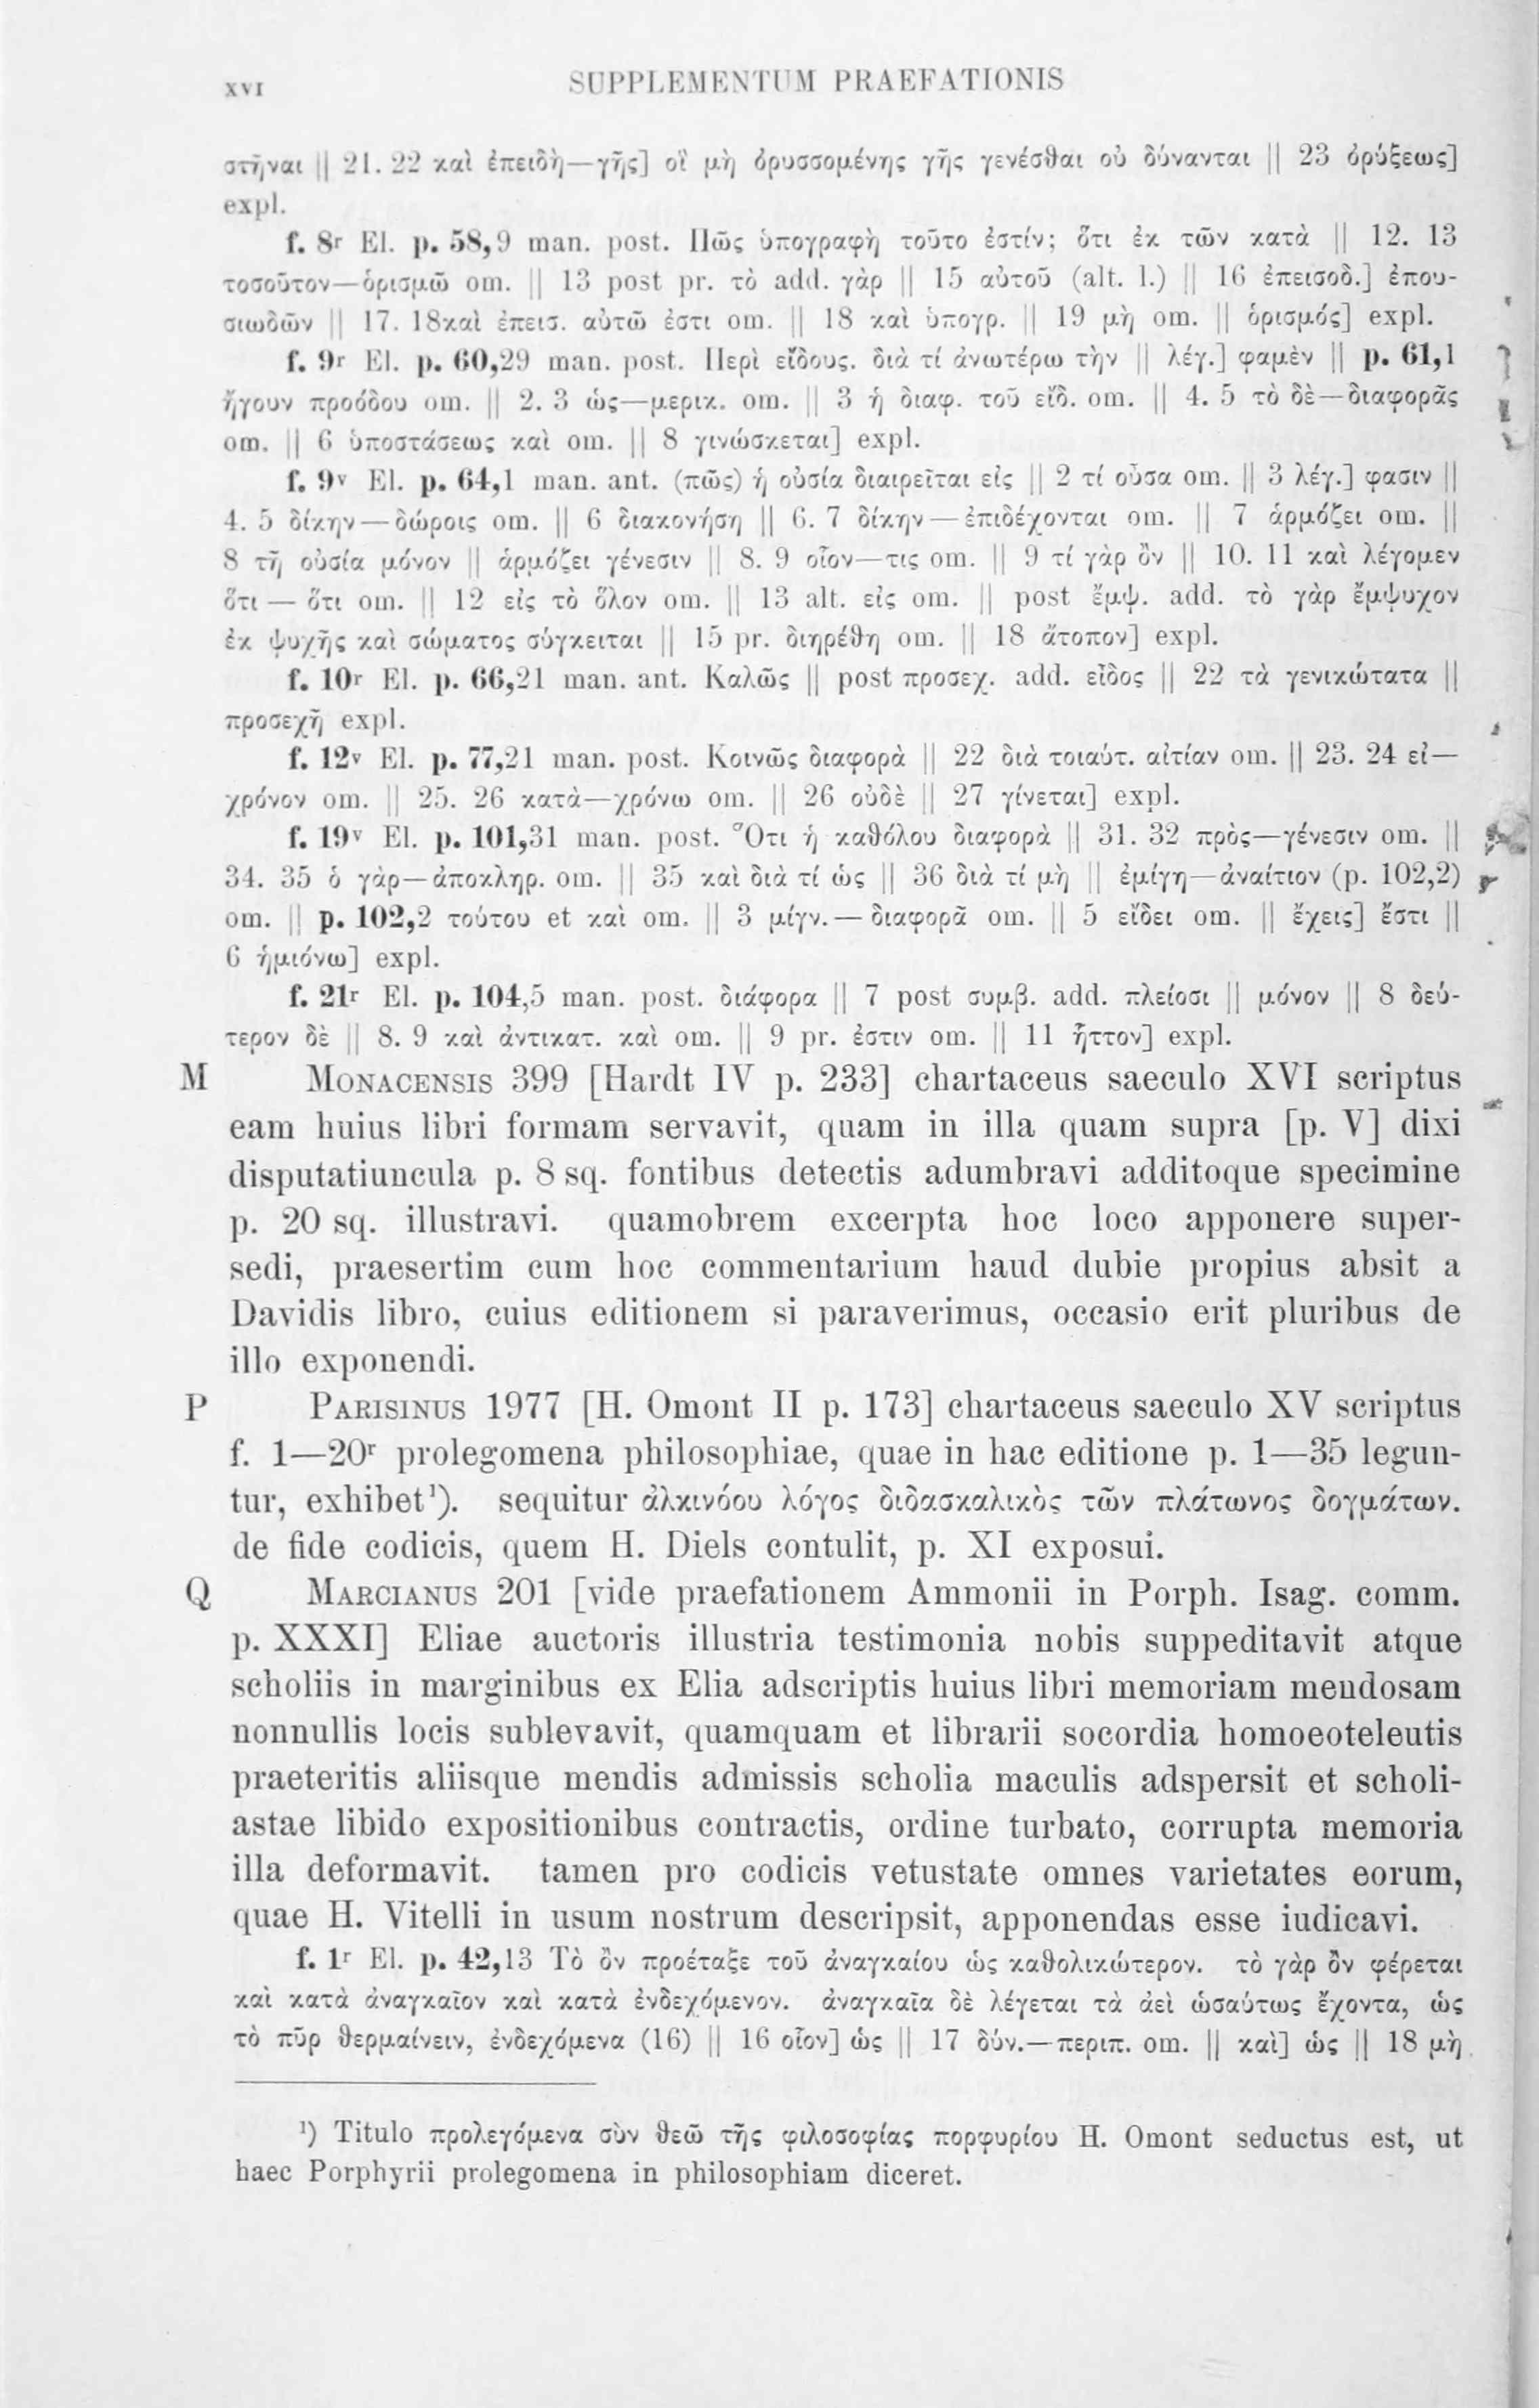 XVI SUPPLEMENTUM PRAEFATIONIS
στῆναι || 21. 22 καὶ ἐπειδὴ—γῆς] οἳ μὴ ὀρυσσομένης γῆς γενέσθαι οὐ δύνανται || 23 ὀρύξεως]
expl.
f. 8r El. p. 58,9 man. post. Πῶς ὑπογραφὴ τοῦτο ἐστίν; ὅτι ἐκ τῶν κατὰ || 12. 13
τοσοῦτον—ὁρισμῶ om. || 13 post pr. τὸ add. γὰρ || 15 αὐτοῦ (alt. l.) || 16 ἐπεισοδ.] ἐπου-
σιωδῶν || 17. 18καὶ ἐπεισ. αὐτῶ ἐστι om. || 18 καὶ ὑπογρ. || 19 μὴ om. || ὁρισμός] expl.
f. 9r El. p. 60,29 man. post. Περὶ εἴδους. διὰ τί ἀνωτέρω τὴν || λέγ.] φαμὲν || p. 61,1
ἤγουν προόδου om. || 2. 3 ὡς—μερικ. om. || 3 ἡ διαφ. τοῦ εἴδ. om. || 4. 5 τὸ δὲ—διαφορᾶς
om. || 6 ὑποστάσεως καὶ om. || 8 γινώσκεται] expl.
f. 9v El. p. 64,1 man. ant. (πῶς) ἡ οὐσία διαιρεῖται εἰς || 2 τί οὖσα om. || 3 λέγ.] φασιν ||
4. 5 δίκην—δώροις om. || 6 διακονήση || 6. 7 δίκην—ἐπιδέχονται om. || 7 ἁρμόζει om. ||
8 τῆ οὐσία μόνον || ἁρμόζει γένεσιν || 8. 9 οἷον—τις om. || 9 τί γὰρ ὂν || 10. 11 καὶ λέγομεν
ὅτι — ὅτι om. || 12 εἰς τὸ ὅλον om. || 13 alt. εἰς om. || post ἔμψ. add. τὸ γὰρ ἔμψυχον
ἐκ ψυχῆς καὶ σώματος σύγκειται || 15 pr. διηρέθη om. || 18 ἄτοπον] expl.
f. 10r El. p. 66,21 man. ant. Καλῶς || post προσεχ. add. εἶδος || 22 τὰ γενικώτατα ||
προσεχῆ expl.
f. 12v El. p. 77,21 man. post. Κοινῶς διαφορὰ || 22 διὰ τοιαύτ. αἰτίαν om. || 23. 24 εἰ—
χρόνον om. || 25. 26 κατὰ—χρόνω om. || 26 οὐδὲ || 27 γίνεται] expl.
f. 19v El. p. 101,31 man. post. Ὅτι ἡ καθόλου διαφορὰ || 31. 32 πρὸς—γένεσιν om. ||
34. 35 ὁ γὰρ—ἀποκληρ. om. || 35 καὶ διὰ τί ὡς || 36 διὰ τί μὴ || ἐμίγη—ἀναίτιον (p. 102,2)
om. || p. 102,2 τούτου et καὶ om. || 3 μίγν.— διαφορᾶ om. || 5 εἴδει om. || ἔχεις] ἔστι ||
6 ἡμιόνω] expl.
f. 21r El. p. 104,5 man. post. διάφορα || 7 post συμβ. add. πλείοσι || μόνον || 8 δεύ-
τερον δὲ || 8. 9 καὶ ἀντικατ. καὶ om. || 9 pr. ἐστιν om. || 11 ἧττον] expl.
M MONACENSIS 399 [Hardt IV p. 233] chartaceus saeculo XVI scriptus
eam huius libri formam servavit, quam in illa quam supra [p. V] dixi
disputatiuncula p. 8 sq. fontibus detectis adumbravi additoque specimine
p. 20 sq. illustravi. quamobrem excerpta hoc loco apponere super-
sedi, praesertim cum hoc commentarium haud dubie propius absit a
Davidis libro, cuius editionem si paraverimus, occasio erit pluribus de
illo exponendi.
P PARISINUS 1977 [H. Omont II p. 173] chartaceus saeculo XV scriptus
f. 1—20r prolegomena philosophiae, quae in hac editione p. 1—35 legun-
tur, exhibet¹). sequitur ἀλκινόου λόγος διδασκαλικὸς τῶν πλάτωνος δογμάτων.
de fide codicis, quem H. Diels contulit, p. XI exposui.
Q MARCIANUS 201 [vide praefationem Ammonii in Porph. Isag. comm.
p. XXXI] Eliae auctoris illustria testimonia nobis suppeditavit atque
scholiis in marginibus ex Elia adscriptis huius libri memoriam mendosam
nonnullis locis sublevavit, quamquam et librarii socordia homoeoteleutis
praeteritis aliisque mendis admissis scholia maculis adspersit et scholi-
astae libido expositionibus contractis, ordine turbato, corrupta memoria
illa deformavit. tamen pro codicis vetustate omnes varietates eorum,
quae H. Vitelli in usum nostrum descripsit, apponendas esse iudicavi.
f. 1r El. p. 42,13 Τὸ ὂν προέταξε τοῦ ἀναγκαίου ὡς καθολικώτερον. τὸ γὰρ ὂν φέρεται
καὶ κατὰ ἀναγκαῖον καὶ κατὰ ἐνδεχόμενον. ἀναγκαῖα δὲ λέγεται τὰ ἀεὶ ὡσαύτως ἔχοντα, ὡς
τὸ πῦρ θερμαίνειν, ἐνδεχόμενα (16) || 16 οἷον] ὡς || 17 δύν.—περιπ. om. || καὶ] ὡς || 18 μὴ
¹) Titulo προλεγόμενα σὺν θεῶ τῆς φιλοσοφίας πορφυρίου H. Omont seductus est, ut
haec Porphyrii prolegomena in philosophiam diceret.